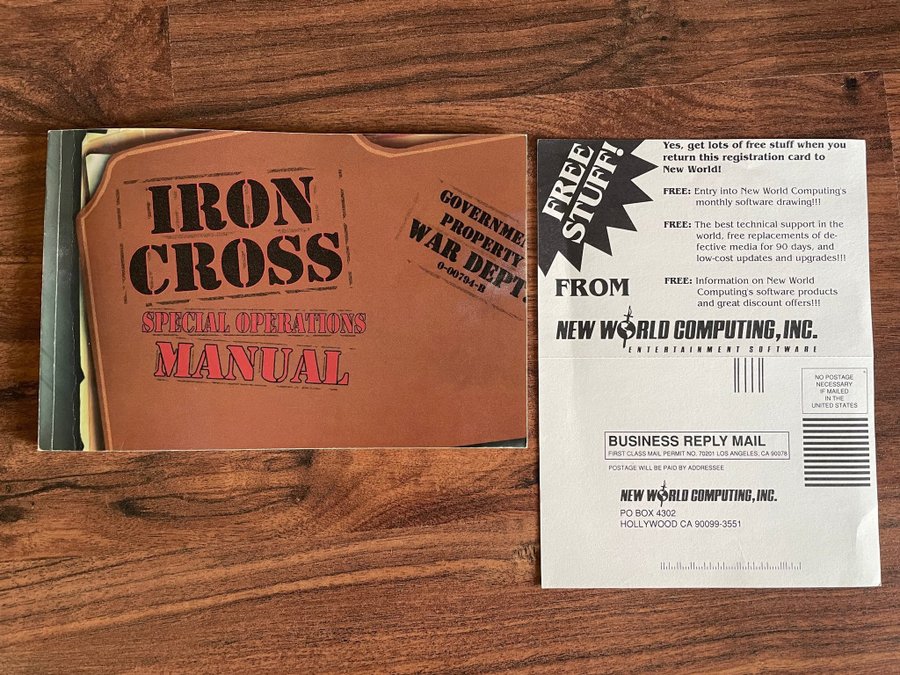 IRON
CROSS
SPECIAL OPERATIONS
MANUAL
GOVERNMENT
PROPERTY
WAR DEPT.
0-00794-R
FREE
STUFF!
Yes, get lots of free stuff when you
return this registration card to
New World!
FREE: Entry into New World Computing's
monthly software drawing!!!
FREE: The best technical support in the
world, free replacements of de-
fective media for 90 days, and
low-cost updates and upgrades!!!
FREE: Information on New World
Computing's software products
and great discount offers!!!
FROM
NEW WORLD COMPUTING, INC.
ENTERTAINMENT SOFTWARE
NO POSTAGE
NECESSARY
IF MAILED
IN THE
UNITED STATES
BUSINESS REPLY MAIL
FIRST CLASS MAIL PERMIT NO. 70201 LOS ANGELES, CA 90078
POSTAGE WILL BE PAID BY ADDRESSEE
NEW WORLD COMPUTING, INC.
PO BOX 4302
HOLLYWOOD CA 90099-3551